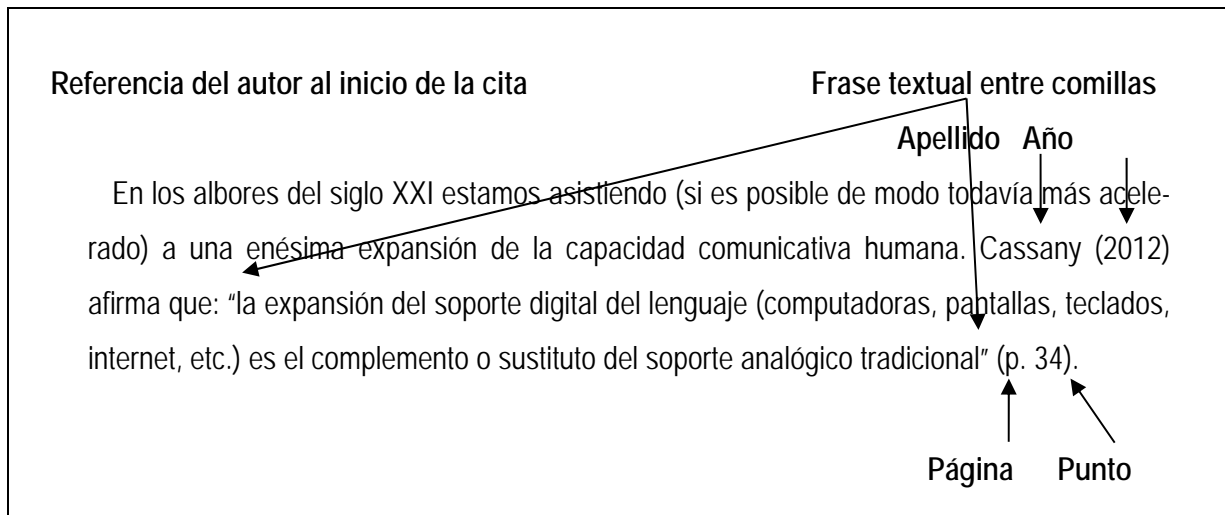 Referencia del autor al inicio de la cita Frase textual entre comillas
Apellido Año
En los albores del siglo XXI estamos asistiendo (si es posible de modo todavía más acele-
rado) a una enésima expansión de la capacidad comunicativa humana. Cassany (2012)
afirma que: “la expansión del soporte digital del lenguaje (computadoras, pantallas, teclados,
internet, etc.) es el complemento o sustituto del soporte analógico tradicional” (p. 34).
Página Punto